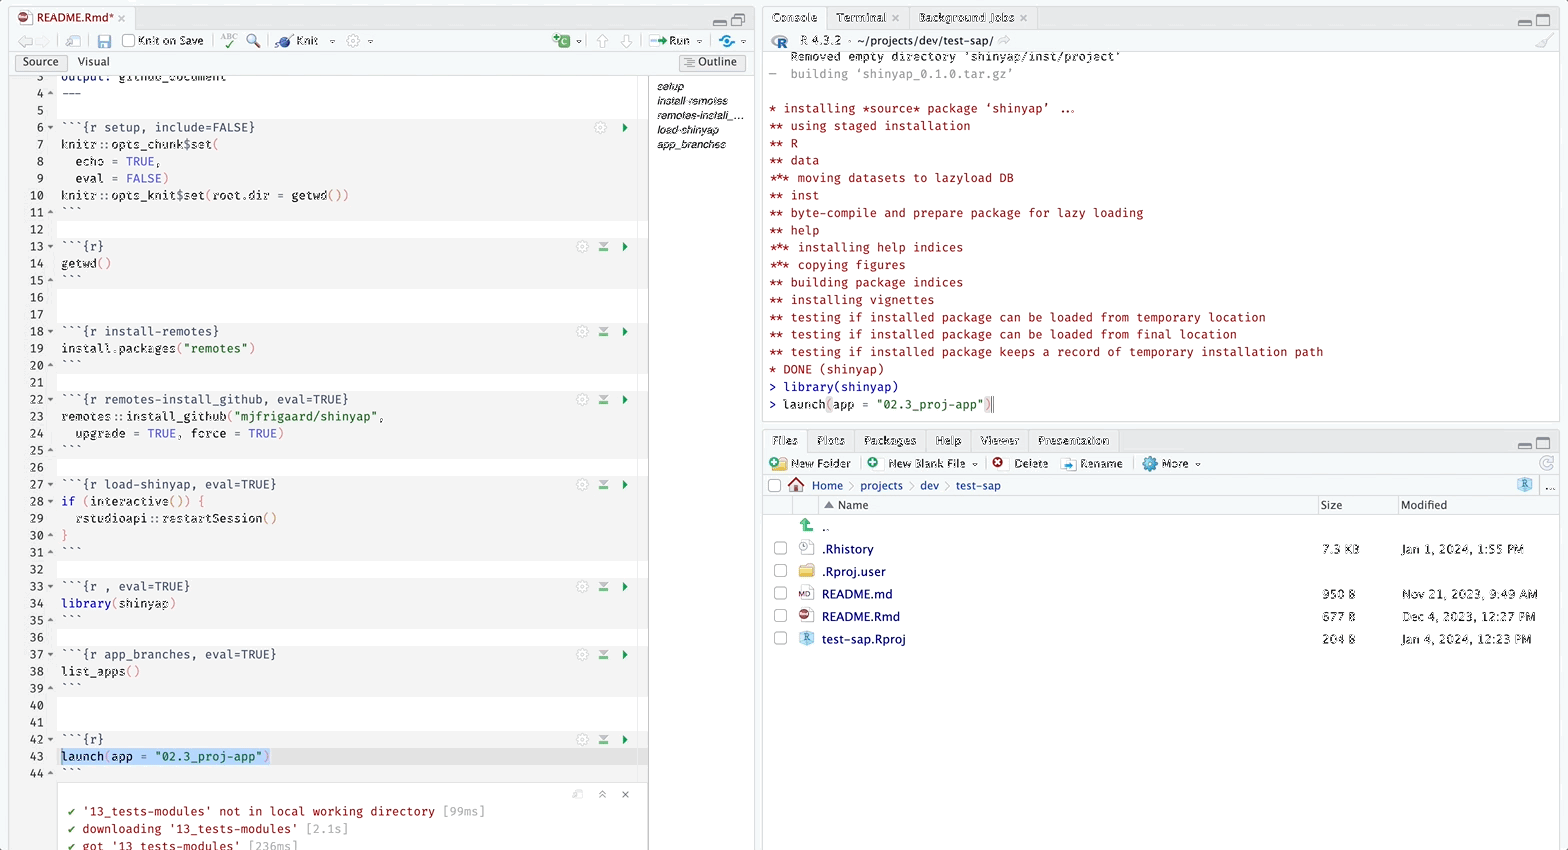 README.Rmd*
Knit on Save
ABC
Knit
Run
Source Visual
Outline
3 output: github_document
4 ---
5
6 ```{r setup, include=FALSE}
7 knitr::opts_chunk$set(
8 echo = TRUE,
9 eval = FALSE)
10 knitr::opts_knit$set(root.dir = getwd())
11 ```
12
13 ```{r}
14 getwd()
15 ```
16
17
18 ```{r install-remotes}
19 install.packages("remotes")
20 ```
21
22 ```{r remotes-install_github, eval=TRUE}
23 remotes::install_github("mjfrigaard/shinyap",
24 upgrade = TRUE, force = TRUE)
25 ```
26
27 ```{r load-shinyap, eval=TRUE}
28 if (interactive()) {
29 rstudioapi::restartSession()
30 }
31 ```
32
33 ```{r , eval=TRUE}
34 library(shinyap)
35 ```
36
37 ```{r app_branches, eval=TRUE}
38 list_apps()
39 ```
40
41
42 ```{r}
43 launch(app = "02.3_proj-app")
44 ```
✔ '13_tests-modules' not in local working directory [99ms]
✔ downloading '13_tests-modules' [2.1s]
✔ got '13_tests-modules' [236ms]
setup
install-remotes
remotes-install_...
load-shinyap
app_branches
Console Terminal Background Jobs
R 4.3.2 · ~/projects/dev/test-sap/
Removed empty directory 'shinyap/inst/project'
─ building ‘shinyap_0.1.0.tar.gz’
* installing *source* package ‘shinyap’ ...
** using staged installation
** R
** data
*** moving datasets to lazyload DB
** inst
** byte-compile and prepare package for lazy loading
** help
*** installing help indices
*** copying figures
** building package indices
** installing vignettes
** testing if installed package can be loaded from temporary location
** testing if installed package can be loaded from final location
** testing if installed package keeps a record of temporary installation path
* DONE (shinyap)
> library(shinyap)
> launch(app = "02.3_proj-app")
Files Plots Packages Help Viewer Presentation
New Folder New Blank File Delete Rename More
Home projects dev test-sap ...
Name Size Modified
..
.Rhistory 7.3 KB Jan 1, 2024, 1:55 PM
.Rproj.user
README.md 950 B Nov 21, 2023, 9:49 AM
README.Rmd 677 B Dec 4, 2023, 12:27 PM
test-sap.Rproj 204 B Jan 4, 2024, 12:23 PM